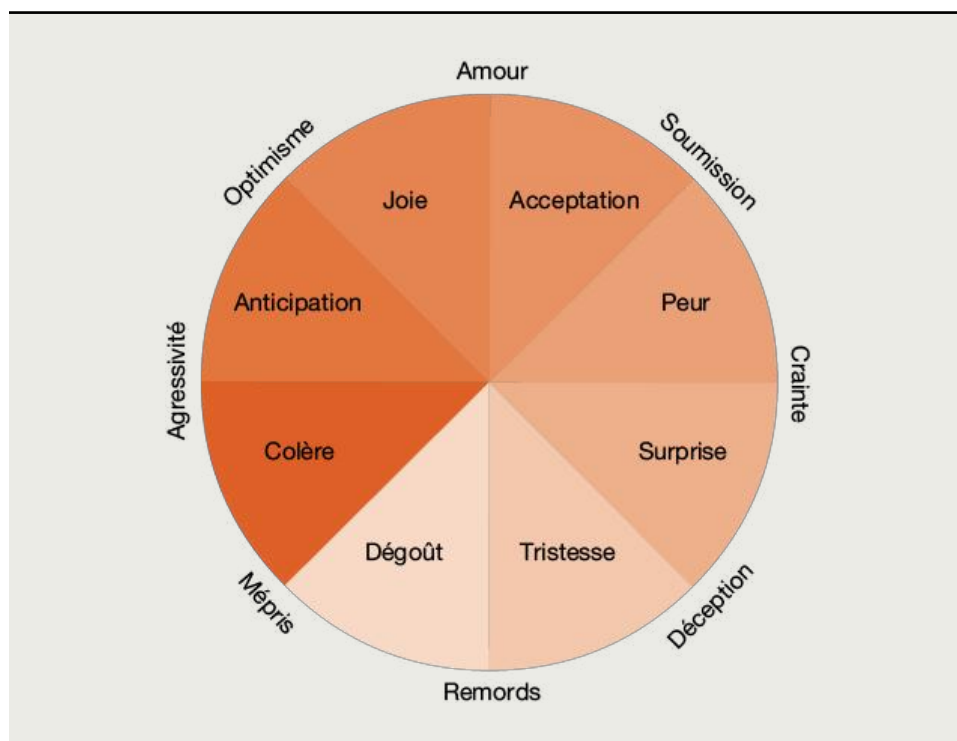 Amour
Optimisme
Soumission
Joie
Acceptation
Anticipation
Peur
Agressivité
Crainte
Colère
Surprise
Dégoût
Tristesse
Mépris
Déception
Remords